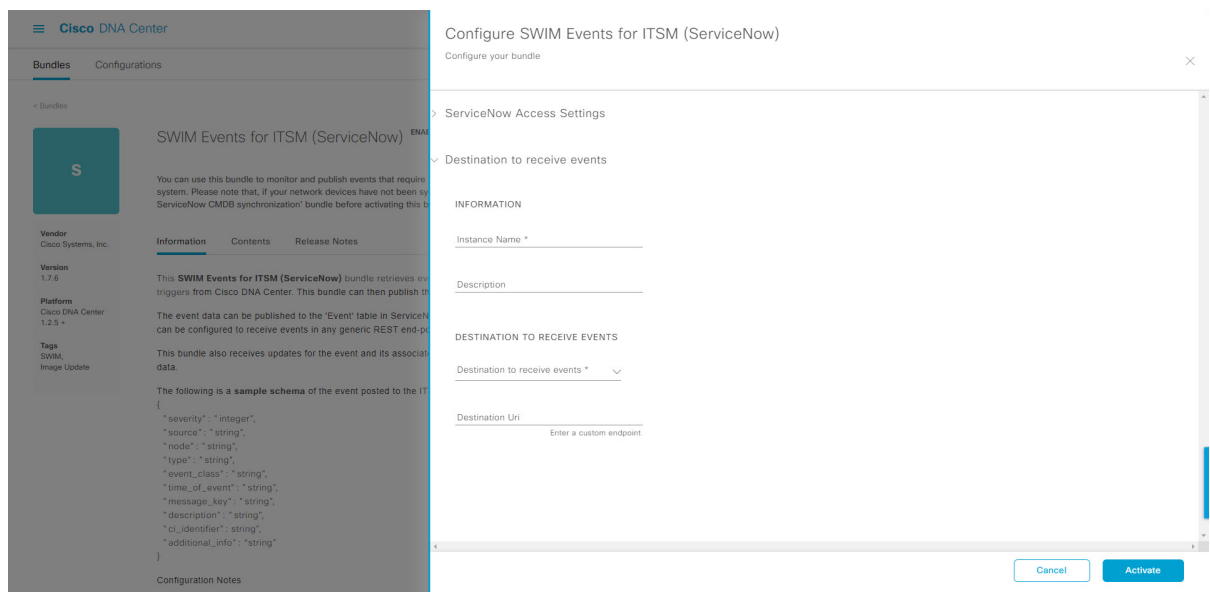 Cisco DNA Center
Bundles Configurations
< Bundles
S
SWIM Events for ITSM (ServiceNow)
You can use this bundle to monitor and publish events that require
system. Please note that, if your network devices have not been
ServiceNow CMDB synchronization' bundle before activating this
Vendor
Cisco Systems, Inc.
Version
1.7.6
Platform
Cisco DNA Center
1.2.5 +
Tags
SWIM,
Image Update
Information Contents Release Notes
This SWIM Events for ITSM (ServiceNow) bundle retrieves
triggers from Cisco DNA Center. This bundle can then publish
The event data can be published to the 'Event' table in
can be configured to receive events in any generic REST
This bundle also receives updates for the event and its
data.
The following is a sample schema of the event posted to the
{
"severity" : "integer",
"source" : "string",
"node" : "string",
"type" : "string",
"event_class" : "string",
"time_of_event" : "string",
"message_key" : "string",
"description" : "string",
"ci_identifier" : string",
"additional_info" : "string"
}
Configuration Notes
Configure SWIM Events for ITSM (ServiceNow)
Configure your bundle
ServiceNow Access Settings
Destination to receive events
INFORMATION
Instance Name *
Description
DESTINATION TO RECEIVE EVENTS
Destination to receive events *
Destination Uri
Enter a custom endpoint
Cancel Activate